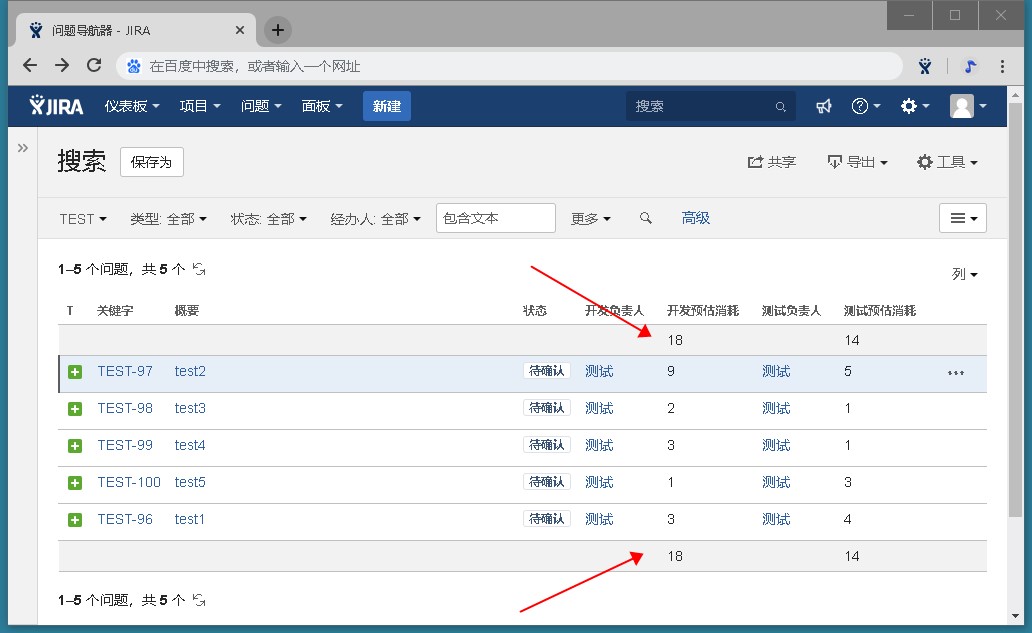 问题导航器 - JIRA
在百度中搜索，或者输入一个网址
JIRA 仪表板 项目 问题 面板 新建 搜索
搜索 保存为 共享 导出 工具
TEST 类型: 全部 状态: 全部 经办人: 全部 包含文本 更多 高级
1–5 个问题，共 5 个
列
T 关键字 概要 状态 开发负责人 开发预估消耗 测试负责人 测试预估消耗
18 14
TEST-97 test2 待确认 测试 9 测试 5
TEST-98 test3 待确认 测试 2 测试 1
TEST-99 test4 待确认 测试 3 测试 1
TEST-100 test5 待确认 测试 1 测试 3
TEST-96 test1 待确认 测试 3 测试 4
18 14
1–5 个问题，共 5 个